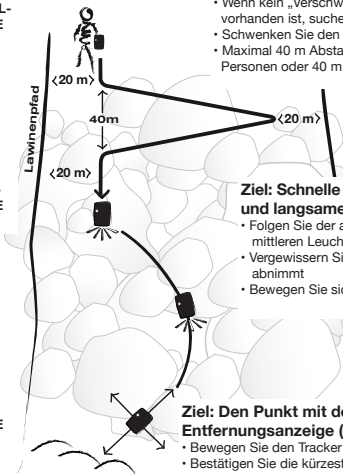 L-
E
• Wenn kein „Verschw
vorhanden ist, suche
• Schwenken Sie den
• Maximal 40 m Absta
Personen oder 40 m
20 m
40m
20 m
20 m
Lawinenpfad
E
Ziel: Schnelle
und langsame
• Folgen Sie der a
mittleren Leuch
• Vergewissern Si
abnimmt
• Bewegen Sie sic
E
Ziel: Den Punkt mit de
Entfernungsanzeige (
• Bewegen Sie den Tracker
• Bestätigen Sie die kürzest